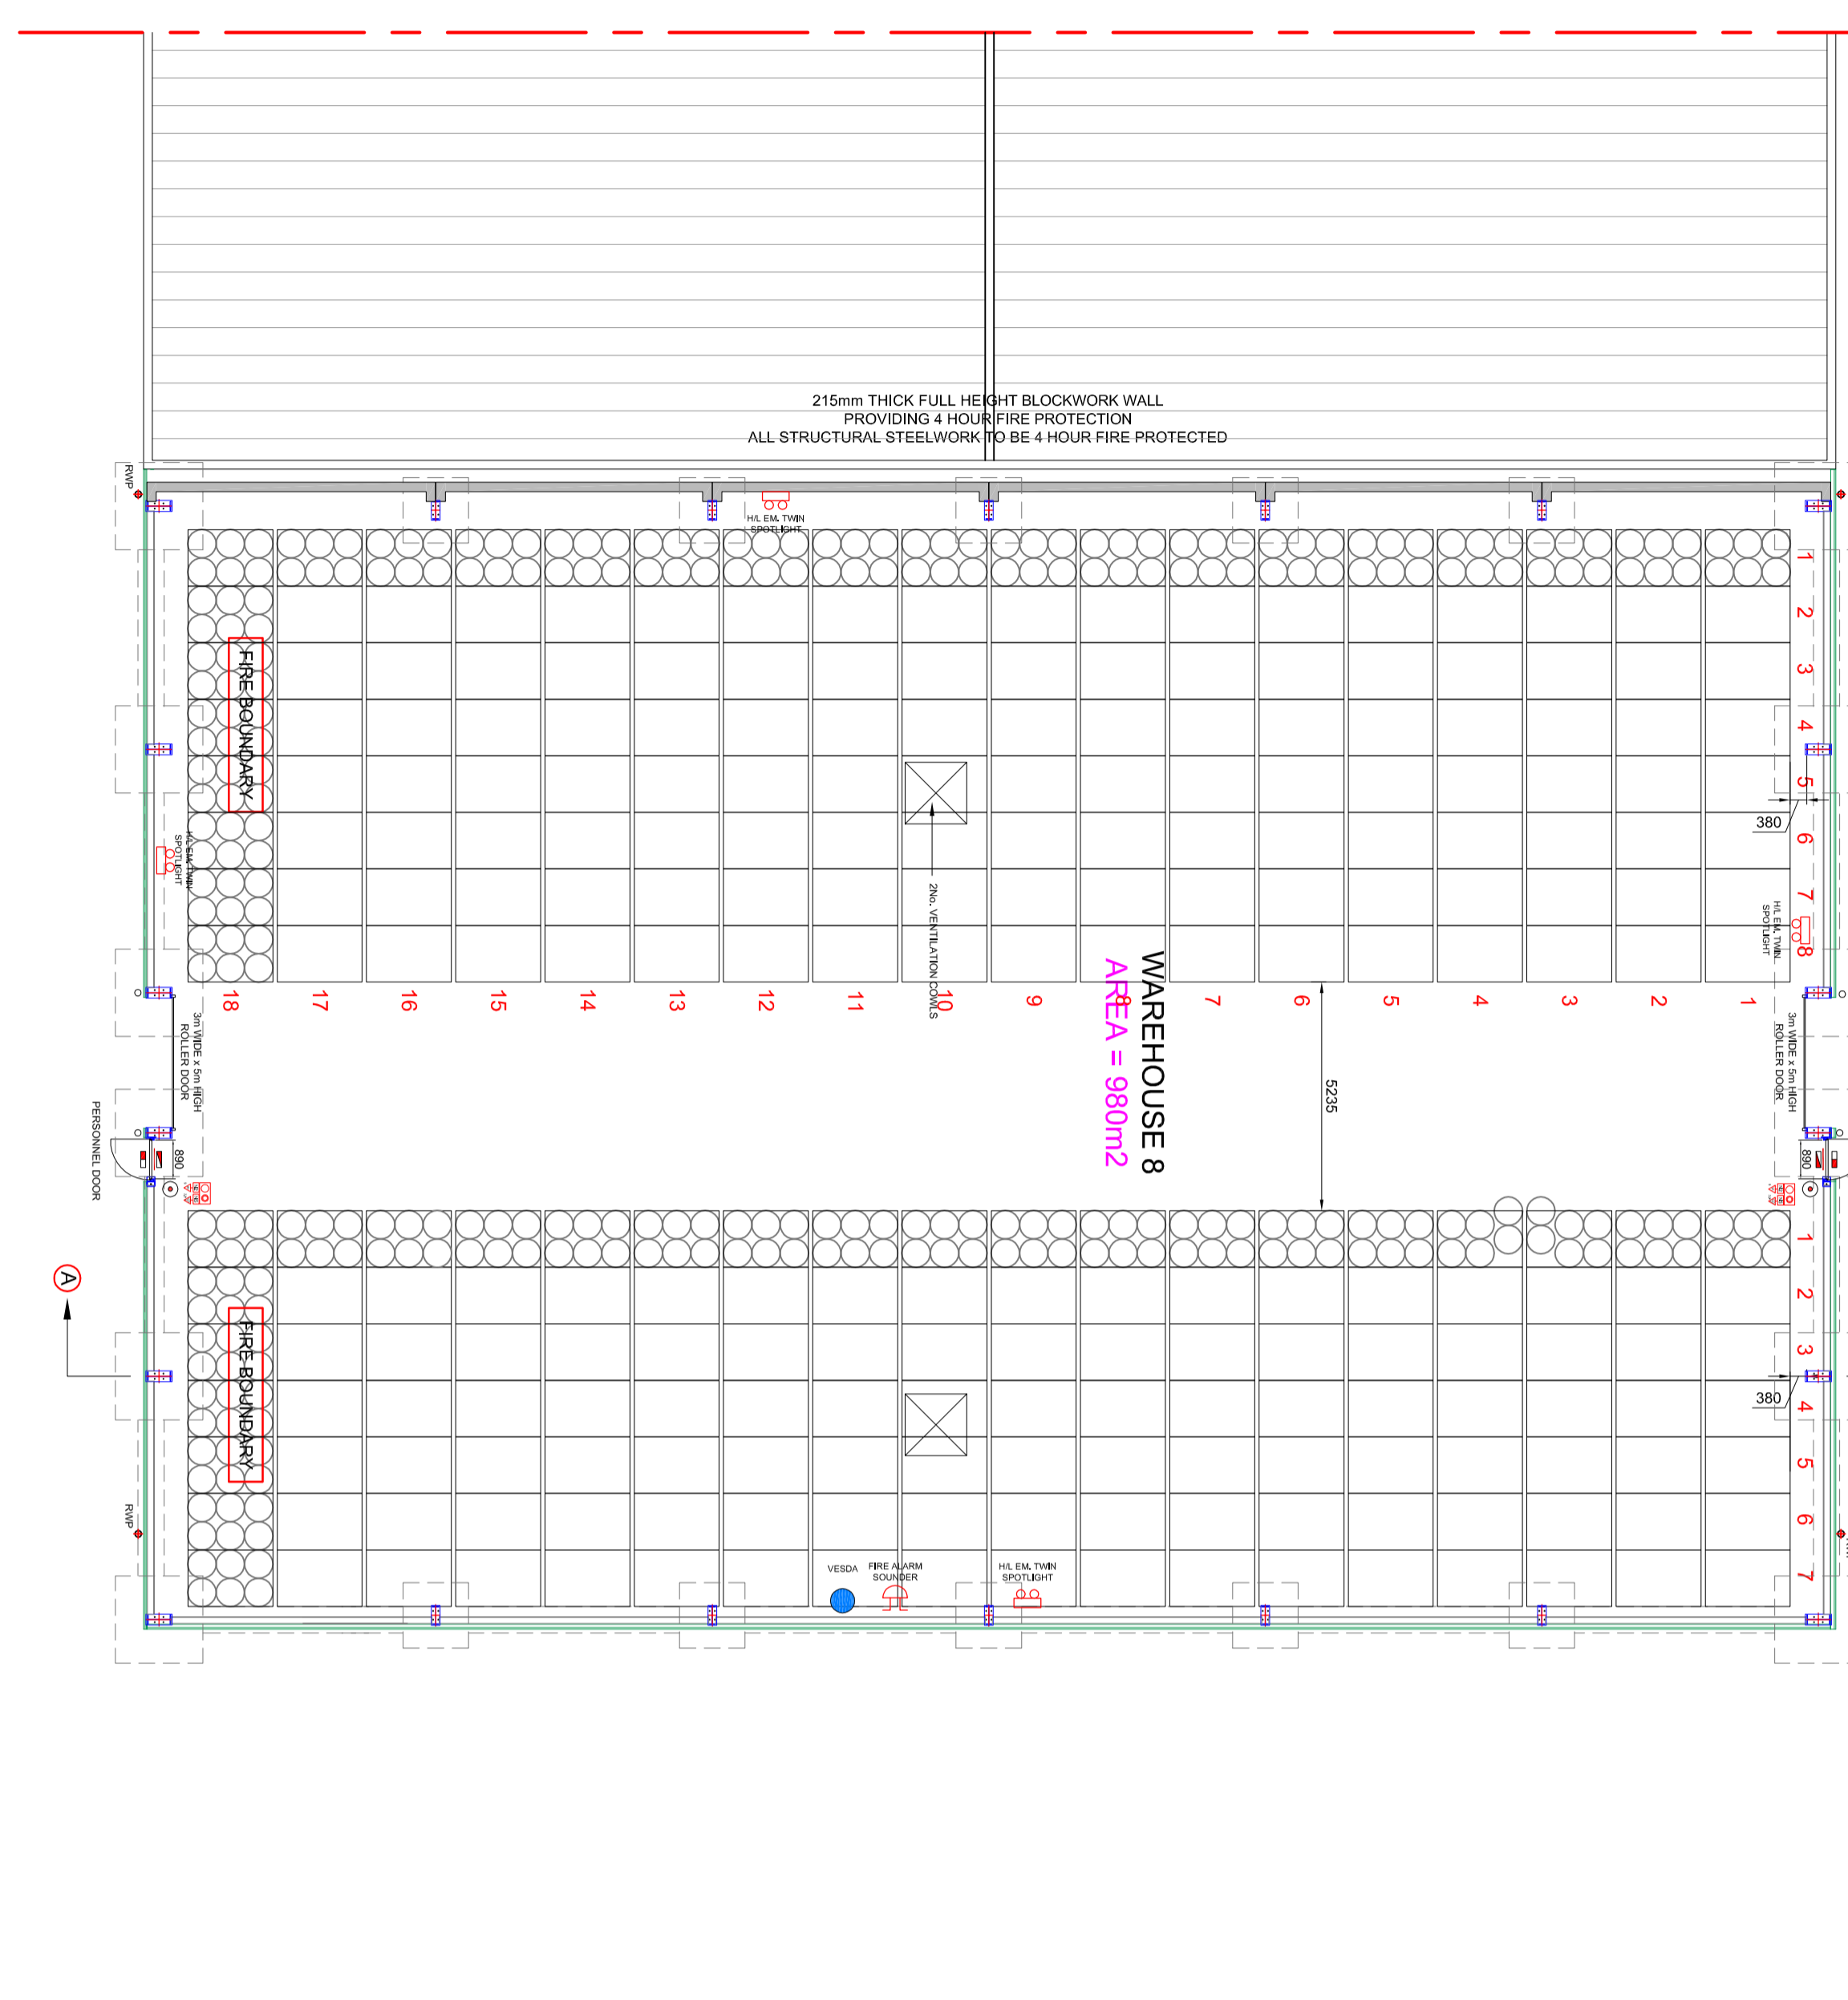 215mm THICK FULL HEIGHT BLOCKWORK WALL
PROVIDING 4 HOUR FIRE PROTECTION
ALL STRUCTURAL STEELWORK TO BE 4 HOUR FIRE PROTECTED
RWP
H/L EM. TWIN
SPOTLIGHT
1
2
3
4
5
6
7
8
FIRE BOUNDARY
380
H/L EM. TWIN
SPOTLIGHT
H/L EM. TWIN
SPOTLIGHT
2No. VENTILATION COWLS
18
17
16
15
14
13
12
11
10
9
8
7
6
5
4
3
2
1
WAREHOUSE 8
AREA = 980m2
5235
3m WIDE x 5m HIGH
ROLLER DOOR
3m WIDE x 5m HIGH
ROLLER DOOR
PERSONNEL DOOR
890
890
1
2
3
4
5
6
7
A
FIRE BOUNDARY
380
RWP
VESDA
FIRE ALARM
SOUNDER
H/L EM. TWIN
SPOTLIGHT